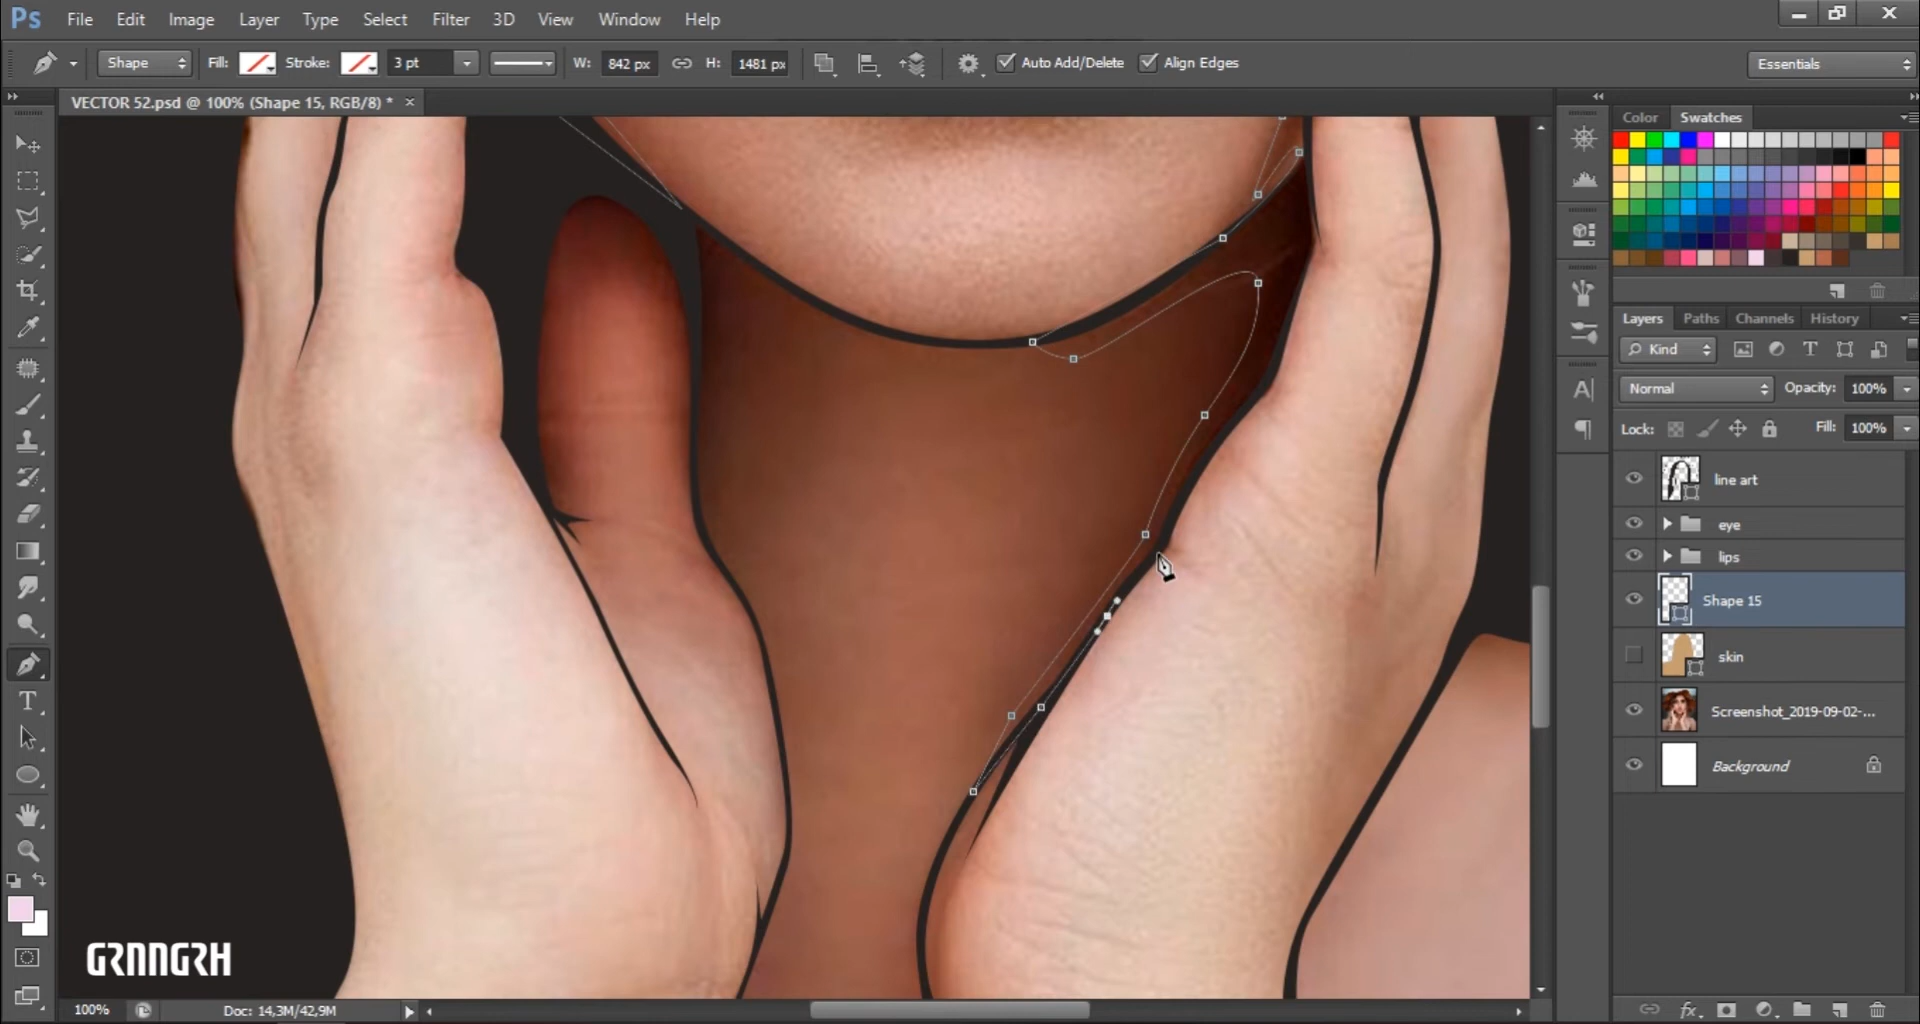 Ps File Edit Image Layer Type Select Filter 3D View Window Help
Shape Fill: Stroke: 3 pt W: 842 px H: 1481 px Auto Add/Delete Align Edges Essentials
VECTOR 52.psd @ 100% (Shape 15, RGB/8) * ×
Color Swatches
Layers Paths Channels History
Kind
Normal Opacity: 100%
Lock: Fill: 100%
line art
eye
lips
Shape 15
skin
Screenshot_2019-09-02-...
Background
GRNNGRH
100% Doc: 14,3M/42,9M